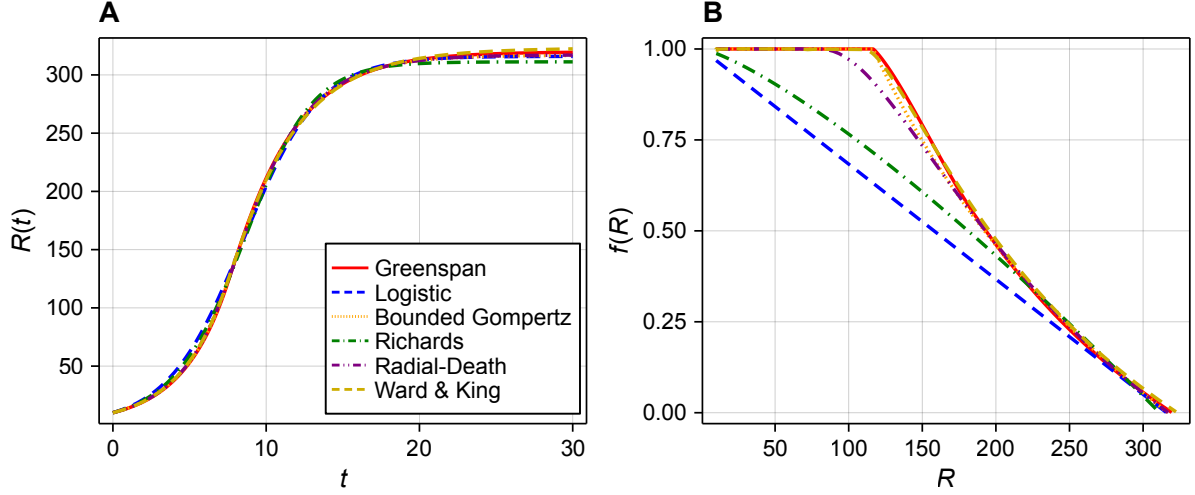 A
R(t)
300
250
200
150
100
50
0
10
20
30
t
Greenspan
Logistic
Bounded Gompertz
Richards
Radial-Death
Ward & King
B
f(R)
1.00
0.75
0.50
0.25
0.00
50
100
150
200
250
300
R